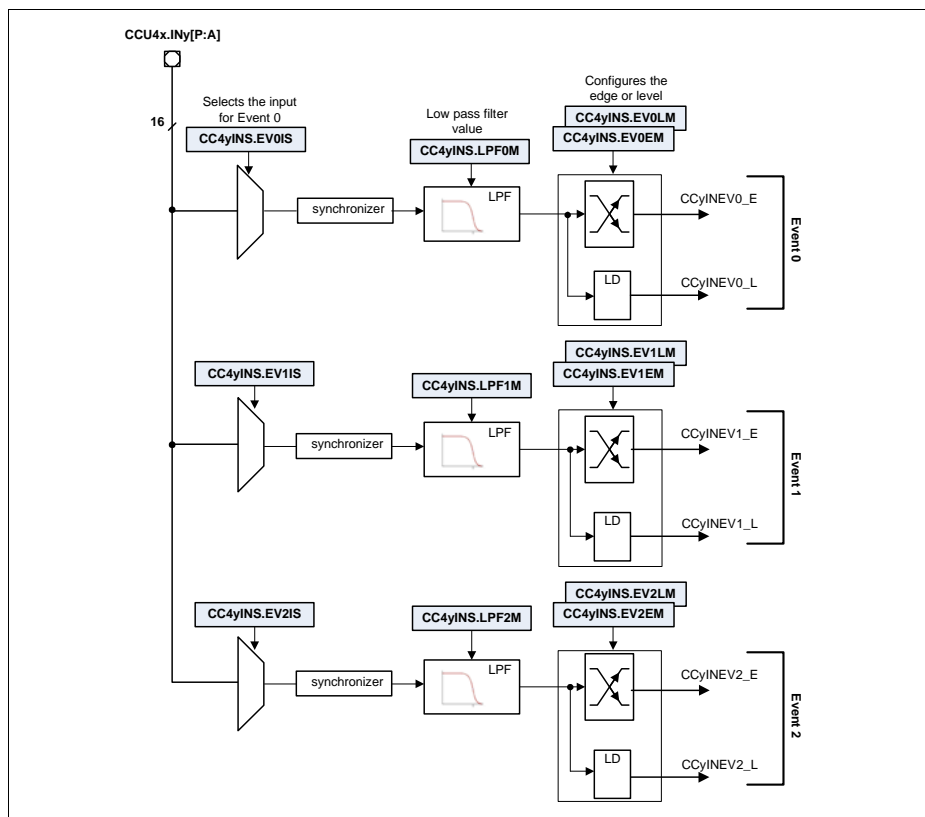 CCU4x.INy[P:A]
16
Selects the input
for Event 0
CC4yINS.EV0IS
synchronizer
Low pass filter
value
CC4yINS.LPF0M
LPF
Configures the
edge or level
CC4yINS.EV0LM
CC4yINS.EV0EM
LD
CCyINEV0_E
CCyINEV0_L
Event 0
CC4yINS.EV1IS
synchronizer
CC4yINS.LPF1M
LPF
CC4yINS.EV1LM
CC4yINS.EV1EM
LD
CCyINEV1_E
CCyINEV1_L
Event 1
CC4yINS.EV2IS
synchronizer
CC4yINS.LPF2M
LPF
CC4yINS.EV2LM
CC4yINS.EV2EM
LD
CCyINEV2_E
CCyINEV2_L
Event 2